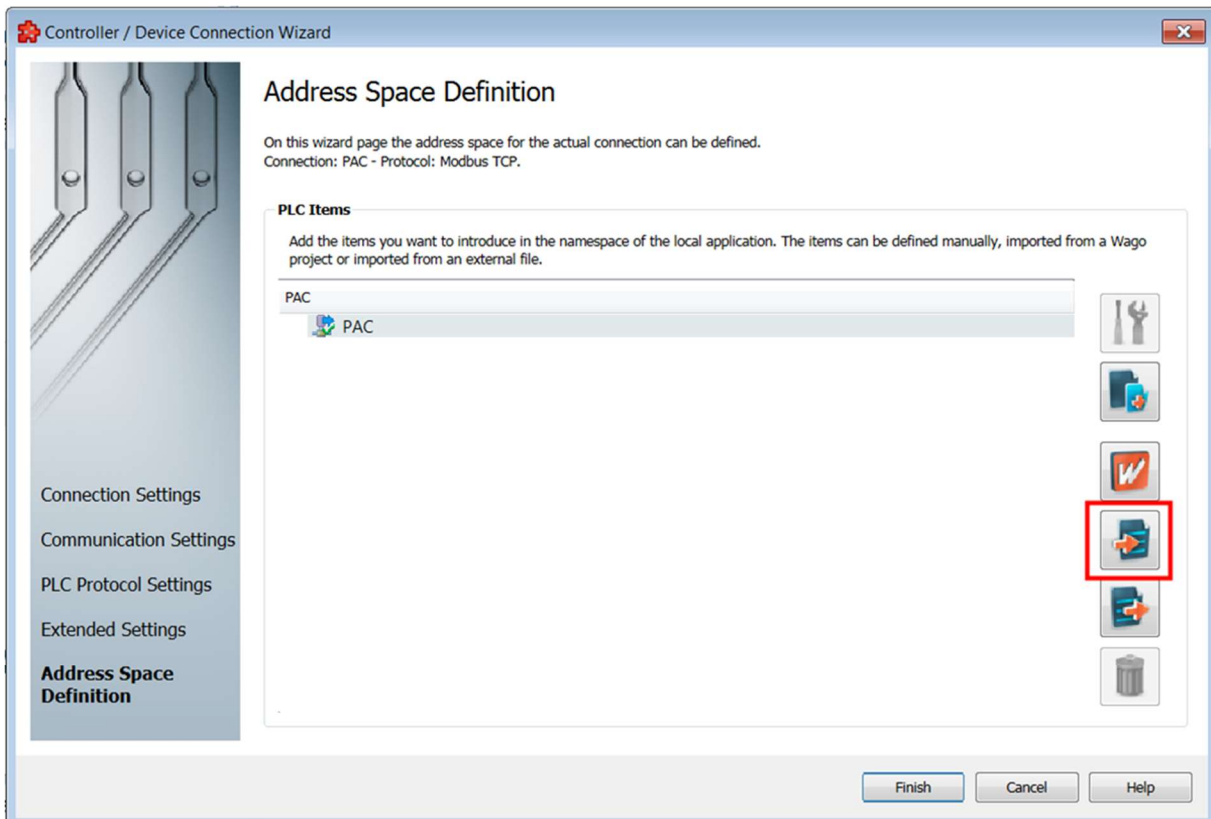 Controller / Device Connection Wizard
Address Space Definition
On this wizard page the address space for the actual connection can be defined.
Connection: PAC - Protocol: Modbus TCP.
PLC Items
Add the items you want to introduce in the namespace of the local application. The items can be defined manually, imported from a Wago
project or imported from an external file.
PAC
PAC
Connection Settings
Communication Settings
PLC Protocol Settings
Extended Settings
Address Space
Definition
Finish
Cancel
Help